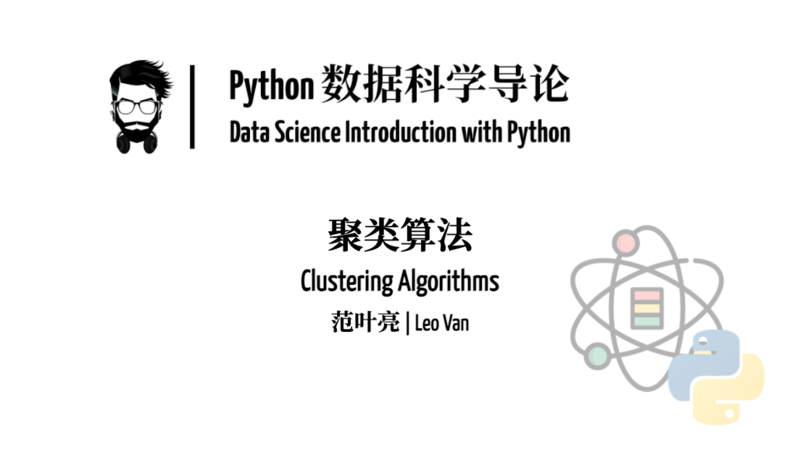 Python 数据科学导论
Data Science Introduction with Python
聚类算法
Clustering Algorithms
范叶亮 | Leo Van